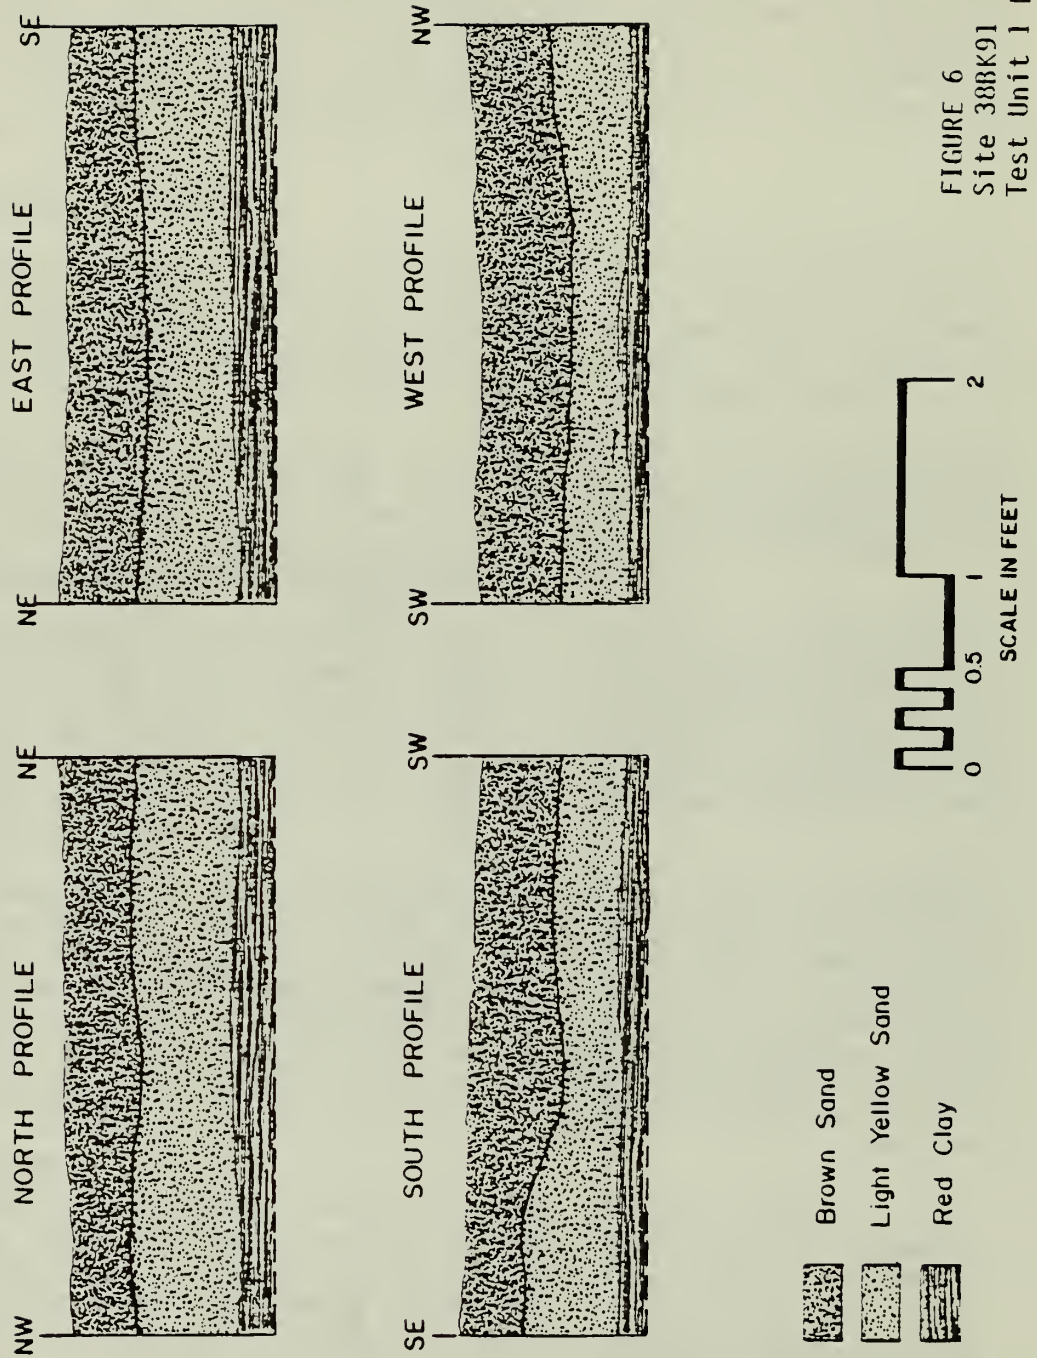 NORTH PROFILE
NW
NE
EAST PROFILE
NE
SE
SOUTH PROFILE
SE
SW
WEST PROFILE
SW
NW
Brown Sand
Light Yellow Sand
Red Clay
0
0.5
1
2
SCALE IN FEET
FIGURE 6
Site 38BK91
Test Unit 1